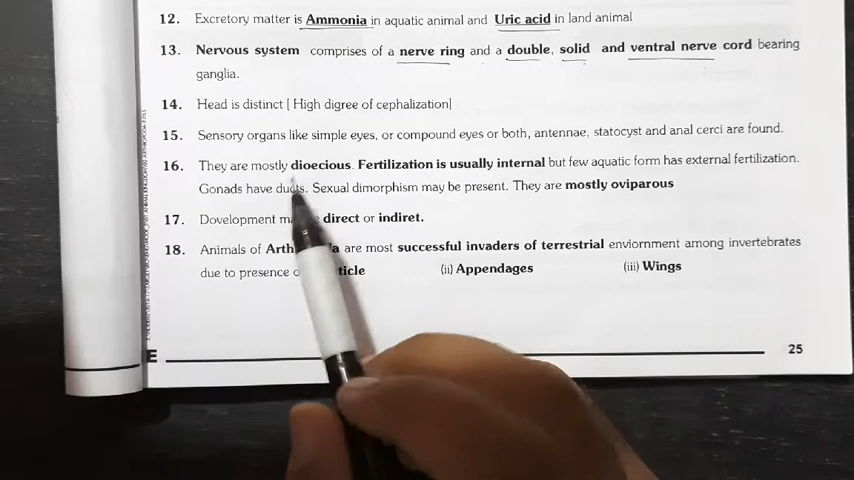 12. Excretory matter is Ammonia in aquatic animal and Uric acid in land animal
13. Nervous system comprises of a nerve ring and a double, solid and ventral nerve cord bearing
ganglia.
14. Head is distinct [ High digree of cephalization]
15. Sensory organs like simple eyes, or compound eyes or both, antennae, statocyst and anal cerci are found.
16. They are mostly dioecious. Fertilization is usually internal but few aquatic form has external fertilization.
Gonads have ducts. Sexual dimorphism may be present. They are mostly oviparous
17. Dovelopment direct or indiret.
18. Animals of are most successful invaders of terrestrial enviornment among invertebrates
due to presence (ii) Appendages (iii) Wings
E 25